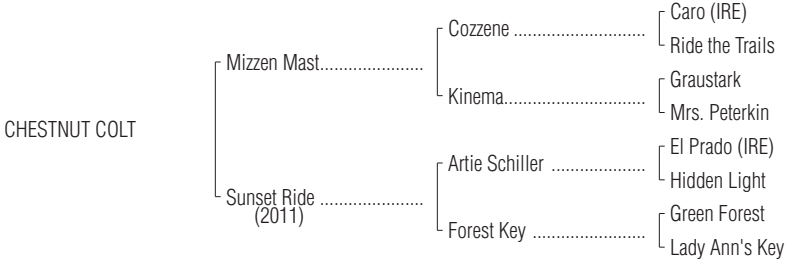 Caro (IRE)
Cozzene ............................
Ride the Trails
Mizzen Mast......................
Graustark
Kinema..............................
Mrs. Peterkin
CHESTNUT COLT
El Prado (IRE)
Artie Schiller ....................
Hidden Light
Sunset Ride ......................
(2011)
Green Forest
Forest Key ........................
Lady Ann's Key